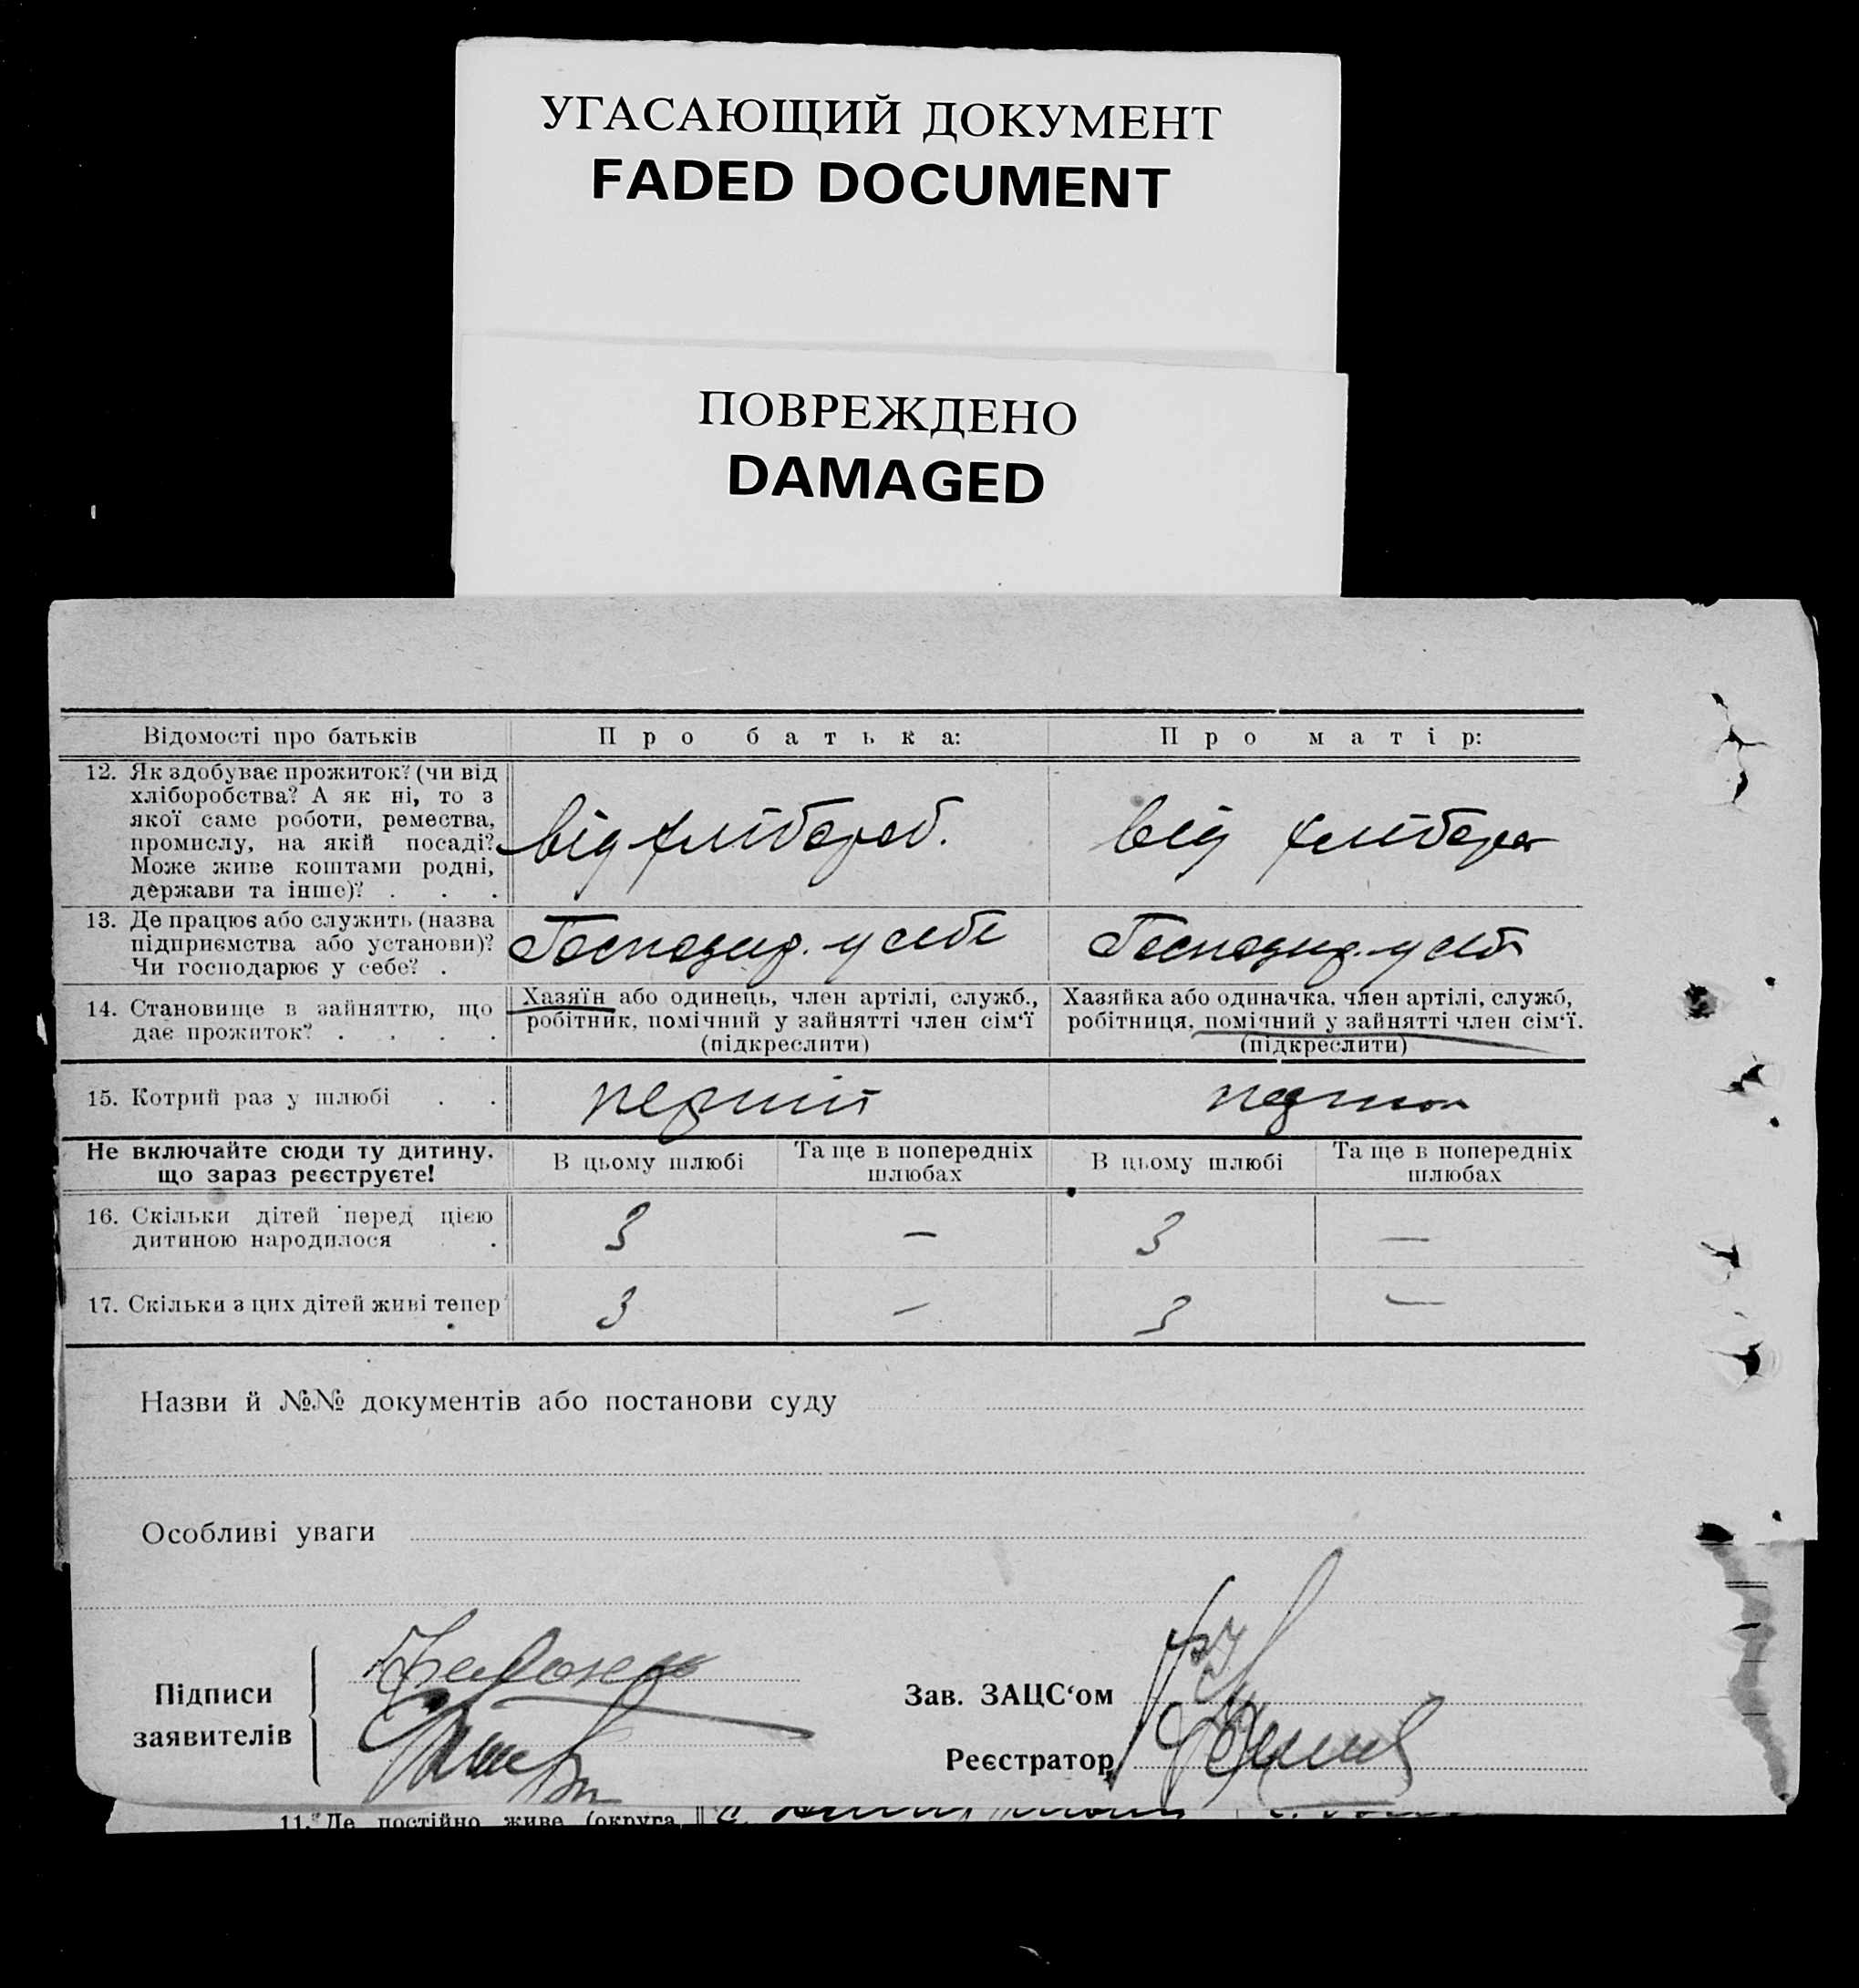 УГАСАЮЩИЙ ДОКУМЕНТ
FADED DOCUMENT
ПОВРЕЖДЕНО
DAMAGED
Відомості про батьків
Про батька:
Про матір:
12. Як здобуває прожиток? (чи від
хліборобства? А як ні, то з
якої саме роботи, ремества,
промислу, на якій посаді?
Може живе коштами родні,
держави та інше)? . . .
від хлібороб.
від
13. Де працює або служить (назва
підприємства або установи)?
Чи господарює у себе? .
Господар. у себе
Господар. у себе
14. Становище в зайняттю, що
дає прожиток? . . . .
Хазяїн або одинець, член артілі, служб.,
робітник, помічний у зайнятті член сім‘ї
(підкреслити)
Хазяйка або одиначка, член артілі, служб,
робітниця, помічний у зайнятті член сім‘ї.
(підкреслити)
15. Котрий раз у шлюбі . .
перший
Не включайте сюди ту дитину,
що зараз реєструєте!
В цьому шлюбі
Та ще в попередніх
шлюбах
В цьому шлюбі
Та ще в попередніх
шлюбах
16. Скільки дітей перед цією
дитиною народилося .
3
—
3
—
17. Скільки з цих дітей живі тепер
3
—
3
—
Назви й №№ документів або постанови суду
Особливі уваги
Підписи
заявителів
Зав. ЗАЦС‘ом
Реєстратор
11. Де постійно живе (округа,